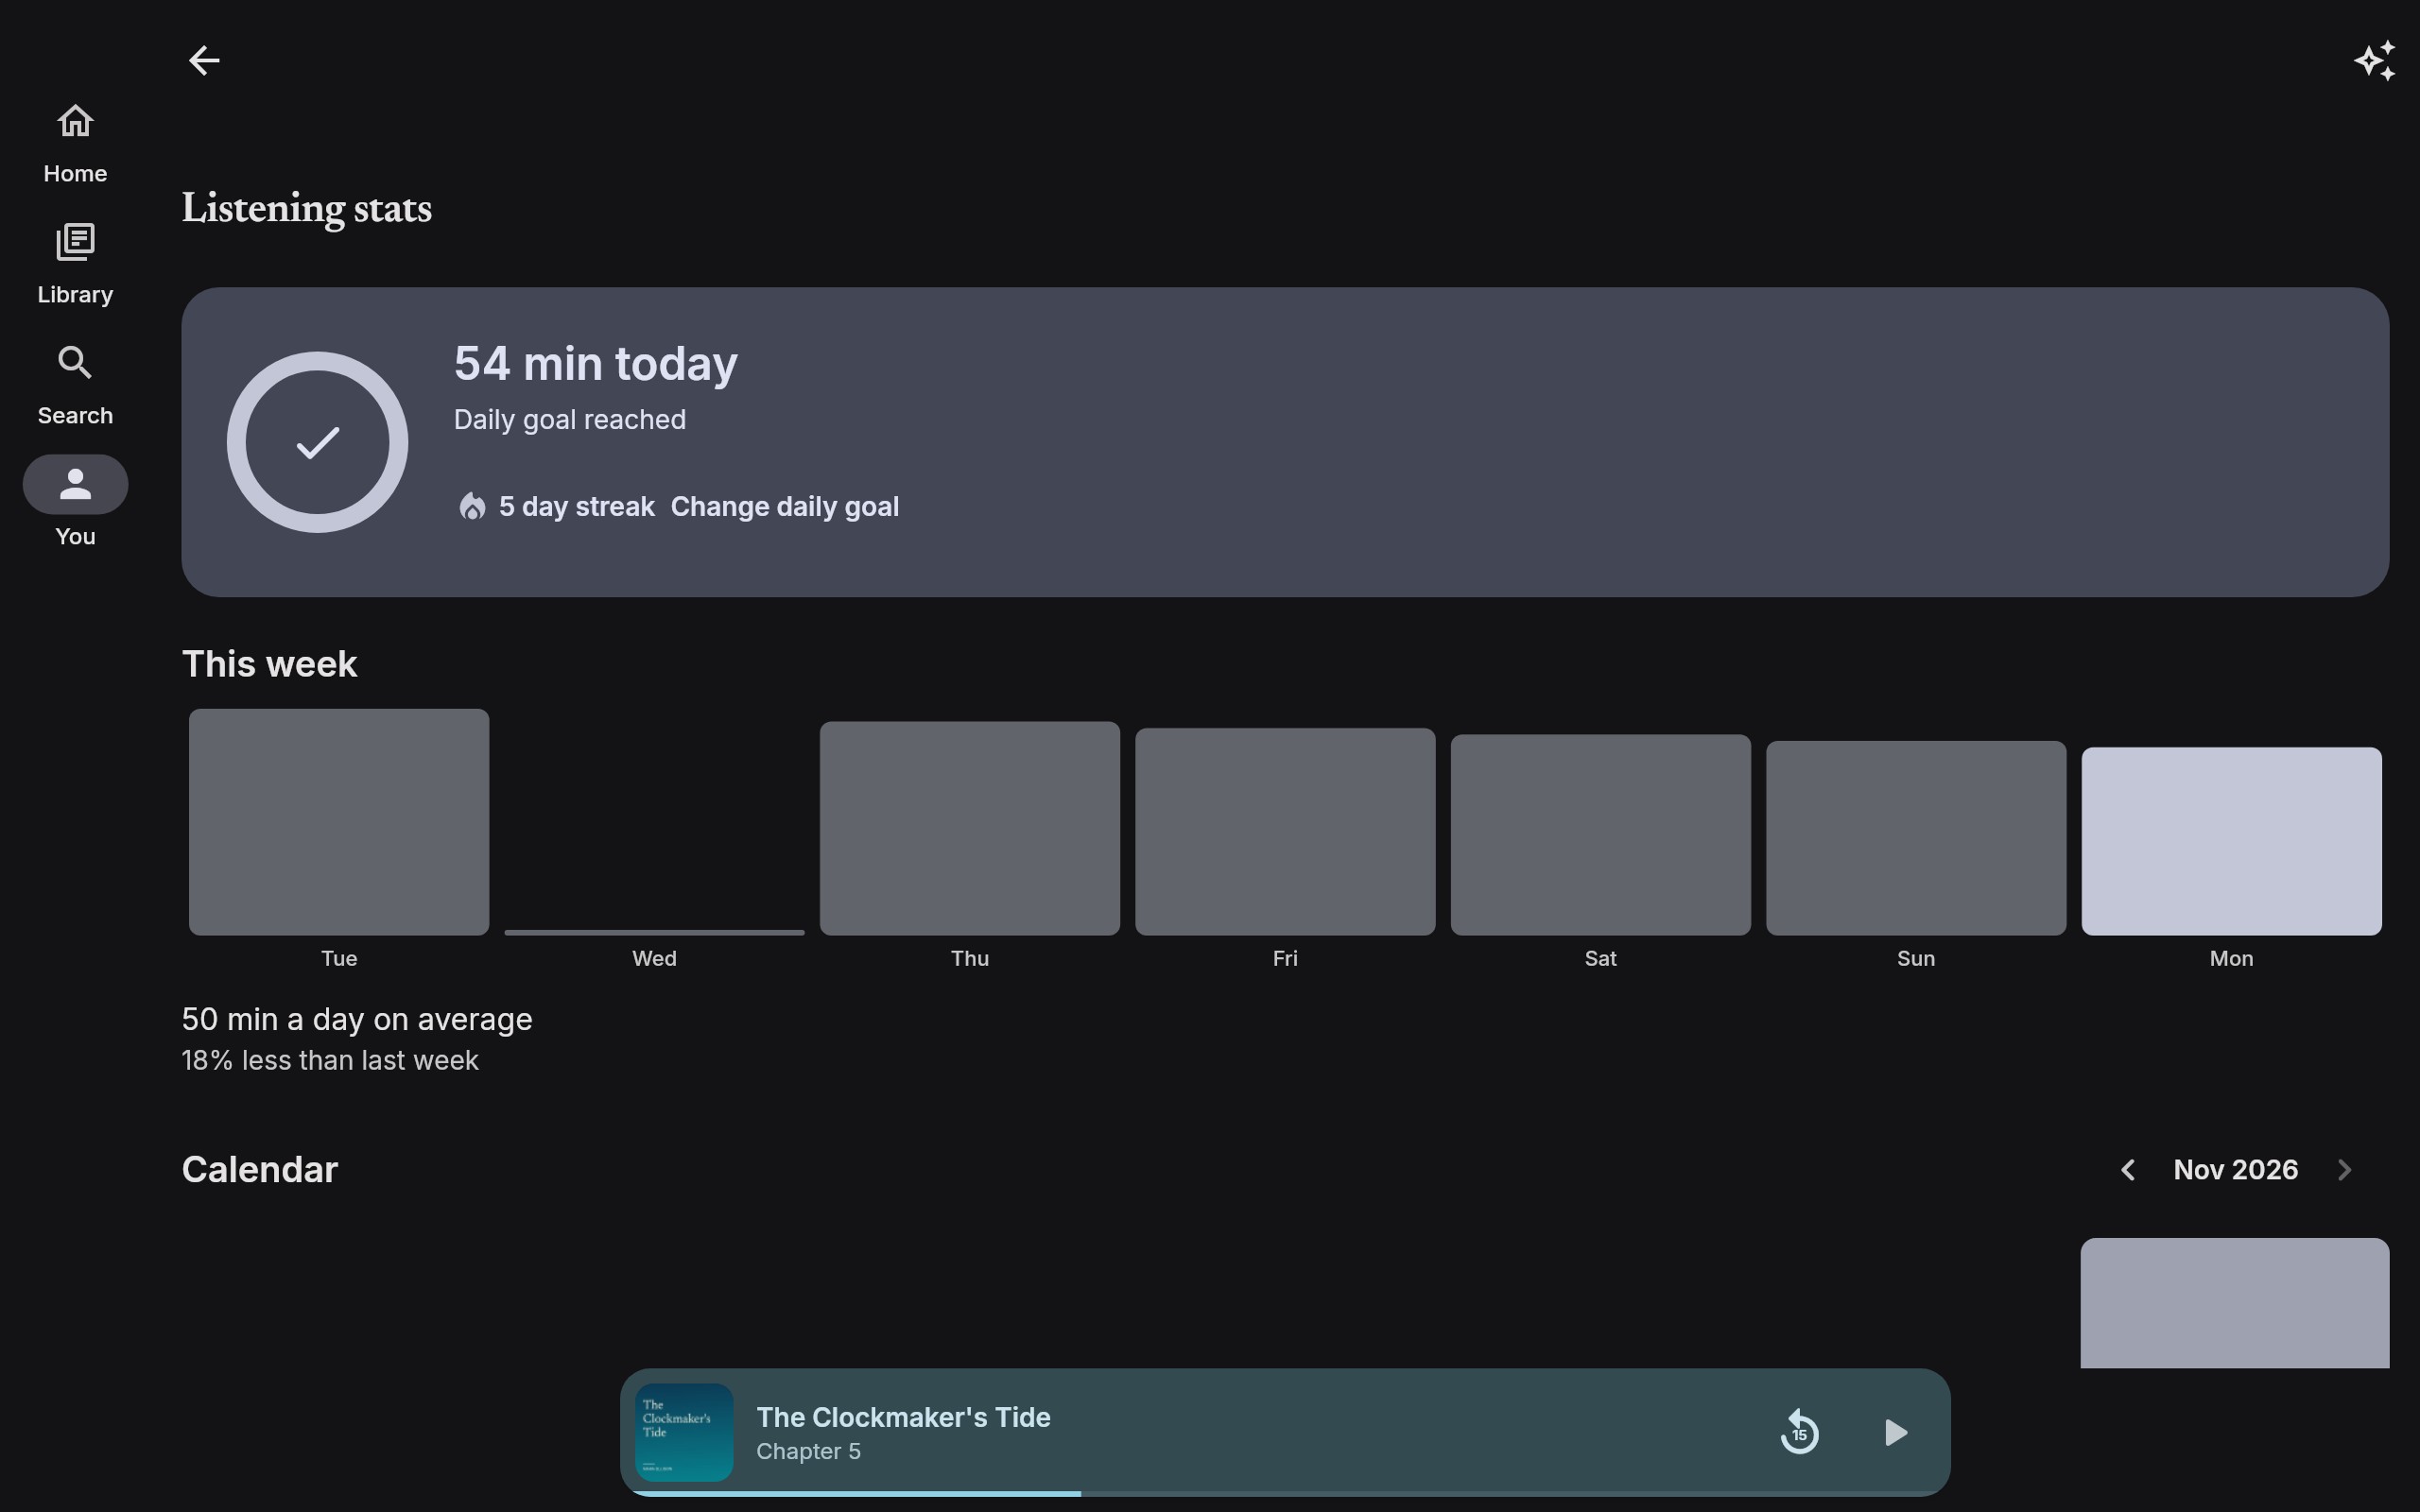 Home
Library
Search
You
Listening stats
54 min today
Daily goal reached
5 day streak Change daily goal
This week
Tue Wed Thu Fri Sat Sun Mon
50 min a day on average
18% less than last week
Calendar
Nov 2026
The
Clockmaker's
Tide
The Clockmaker's Tide
Chapter 5
15